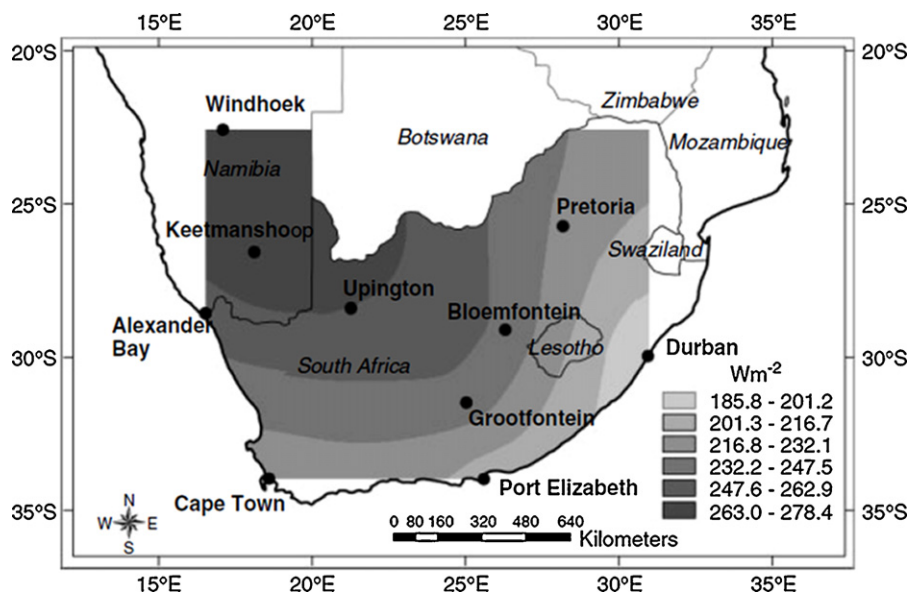 15°E 20°E 25°E 30°E 35°E
20°S 20°S
Windhoek
Zimbabwe
Botswana
Mozambique
Namibia
25°S 25°S
Pretoria
Keetmanshoop
Swaziland
Upington
Bloemfontein
Alexander
Bay
Lesotho
Durban
30°S 30°S
South Africa
Wm-2
185.8 - 201.2
201.3 - 216.7
216.8 - 232.1
232.2 - 247.5
247.6 - 262.9
263.0 - 278.4
Grootfontein
Port Elizabeth
Cape Town
35°S 35°S
N
W E
S
0 80 160 320 480 640
Kilometers
15°E 20°E 25°E 30°E 35°E